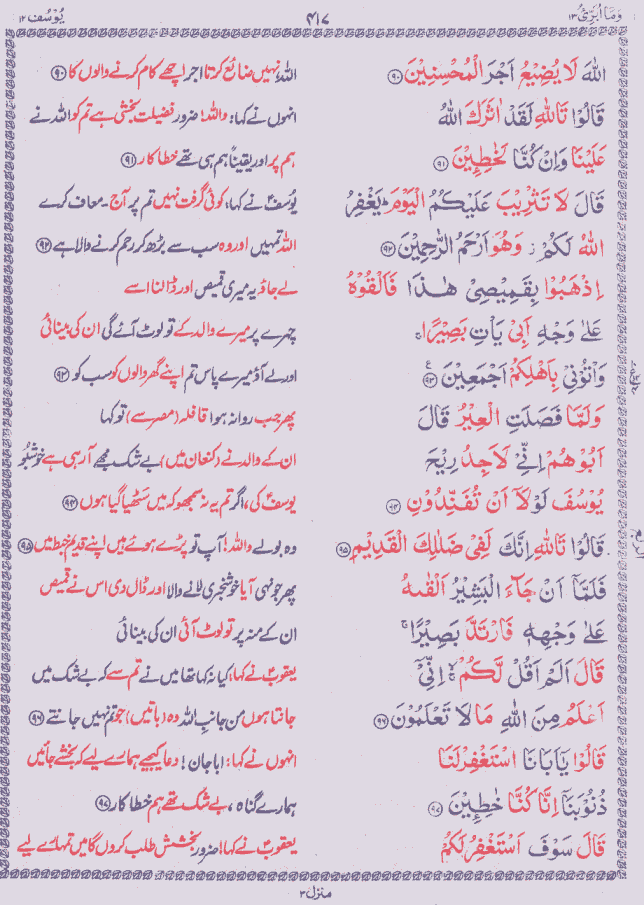 وَمَآ اُبَرِّئُ ۱۳
۴۱۷
یُوْسُف ۱۲
اللّٰهَ لَا یُضِیْعُ اَجْرَ الْمُحْسِنِیْنَ ۹۰
اللہ نہیں ضائع کرتا اجر اچھے کام کرنے والوں کا ۹۰
قَالُوْا تَاللّٰهِ لَقَدْ اٰثَرَكَ اللّٰهُ
انہوں نے کہا: واللہ! ضرور فضیلت بخشی ہے تم کو اللہ نے
عَلَیْنَا وَاِنْ كُنَّا لَخٰطِـِٕیْنَ ۹۱
ہم پر اور یقیناً ہم ہی تھے خطاکار ۹۱
قَالَ لَا تَثْرِیْبَ عَلَیْكُمُ الْیَوْمَ ؕ یَغْفِرُ
یوسفؑ نے کہا، کوئی گرفت نہیں تم پر آج۔ معاف کرے
اللّٰهُ لَكُمْ ؗ وَهُوَ اَرْحَمُ الرّٰحِمِیْنَ ۹۲
اللہ تمہیں اور وہ سب سے بڑھ کر رحم کرنے والا ہے ۹۲
اِذْهَبُوْا بِقَمِیْصِیْ هٰذَا فَاَلْقُوْهُ
لے جاؤ یہ میری قمیص اور ڈالنا اسے
عَلٰی وَجْهِ اَبِیْ یَاْتِ بَصِیْرًا ۚ
چہرے پر میرے والد کے تو لوٹ آئے گی ان کی بینائی
وَاْتُوْنِیْ بِاَهْلِكُمْ اَجْمَعِیْنَ ۹۳
اور لے آؤ میرے پاس تم اپنے گھر والوں کو سب کو ۹۳
وَلَمَّا فَصَلَتِ الْعِیْرُ قَالَ
پھر جب روانہ ہوا قافلہ (مصر سے) تو کہا
اَبُوْهُمْ اِنِّیْ لَاَجِدُ رِیْحَ
ان کے والد نے (کنعان میں) بے شک مجھے آ رہی ہے خوشبو
یُوْسُفَ لَوْلَاۤ اَنْ تُفَنِّدُوْنِ ۹۴
یوسفؑ کی، اگر تم یہ نہ سمجھو کہ میں سٹھیا گیا ہوں ۹۴
قَالُوْا تَاللّٰهِ اِنَّكَ لَفِیْ ضَلٰلِكَ الْقَدِیْمِ ۹۵
وہ بولے واللہ! آپ تو پڑے ہوئے ہیں اپنے قدیم خبط میں ۹۵
فَلَمَّاۤ اَنْ جَآءَ الْبَشِیْرُ اَلْقٰىهُ
پھر جونہی آیا خوشخبری لانے والا اور ڈال دی اس نے قمیص
عَلٰی وَجْهِهٖ فَارْتَدَّ بَصِیْرًا ۚ
ان کے منہ پر تو لوٹ آئی ان کی بینائی
قَالَ اَلَمْ اَقُلْ لَّكُمْ ۚ اِنِّیْۤ
یعقوبؑ نے کہا: کیا نہ کہا تھا میں نے تم سے کہ بے شک میں
اَعْلَمُ مِنَ اللّٰهِ مَا لَا تَعْلَمُوْنَ ۹۶
جانتا ہوں من جانب اللہ وہ (باتیں) جو تم نہیں جانتے ۹۶
قَالُوْا یٰۤاَبَانَا اسْتَغْفِرْلَنَا
انہوں نے کہا: ابا جان! دعا کیجیے ہمارے لیے کہ بخشے جائیں
ذُنُوْبَنَاۤ اِنَّا كُنَّا خٰطِـِٕیْنَ ۹۷
ہمارے گناہ، بے شک تھے ہم خطاکار ۹۷
قَالَ سَوْفَ اَسْتَغْفِرُ لَكُمْ
یعقوبؑ نے کہا: ضرور بخشش طلب کروں گا میں تمہارے لیے
منزل ۳